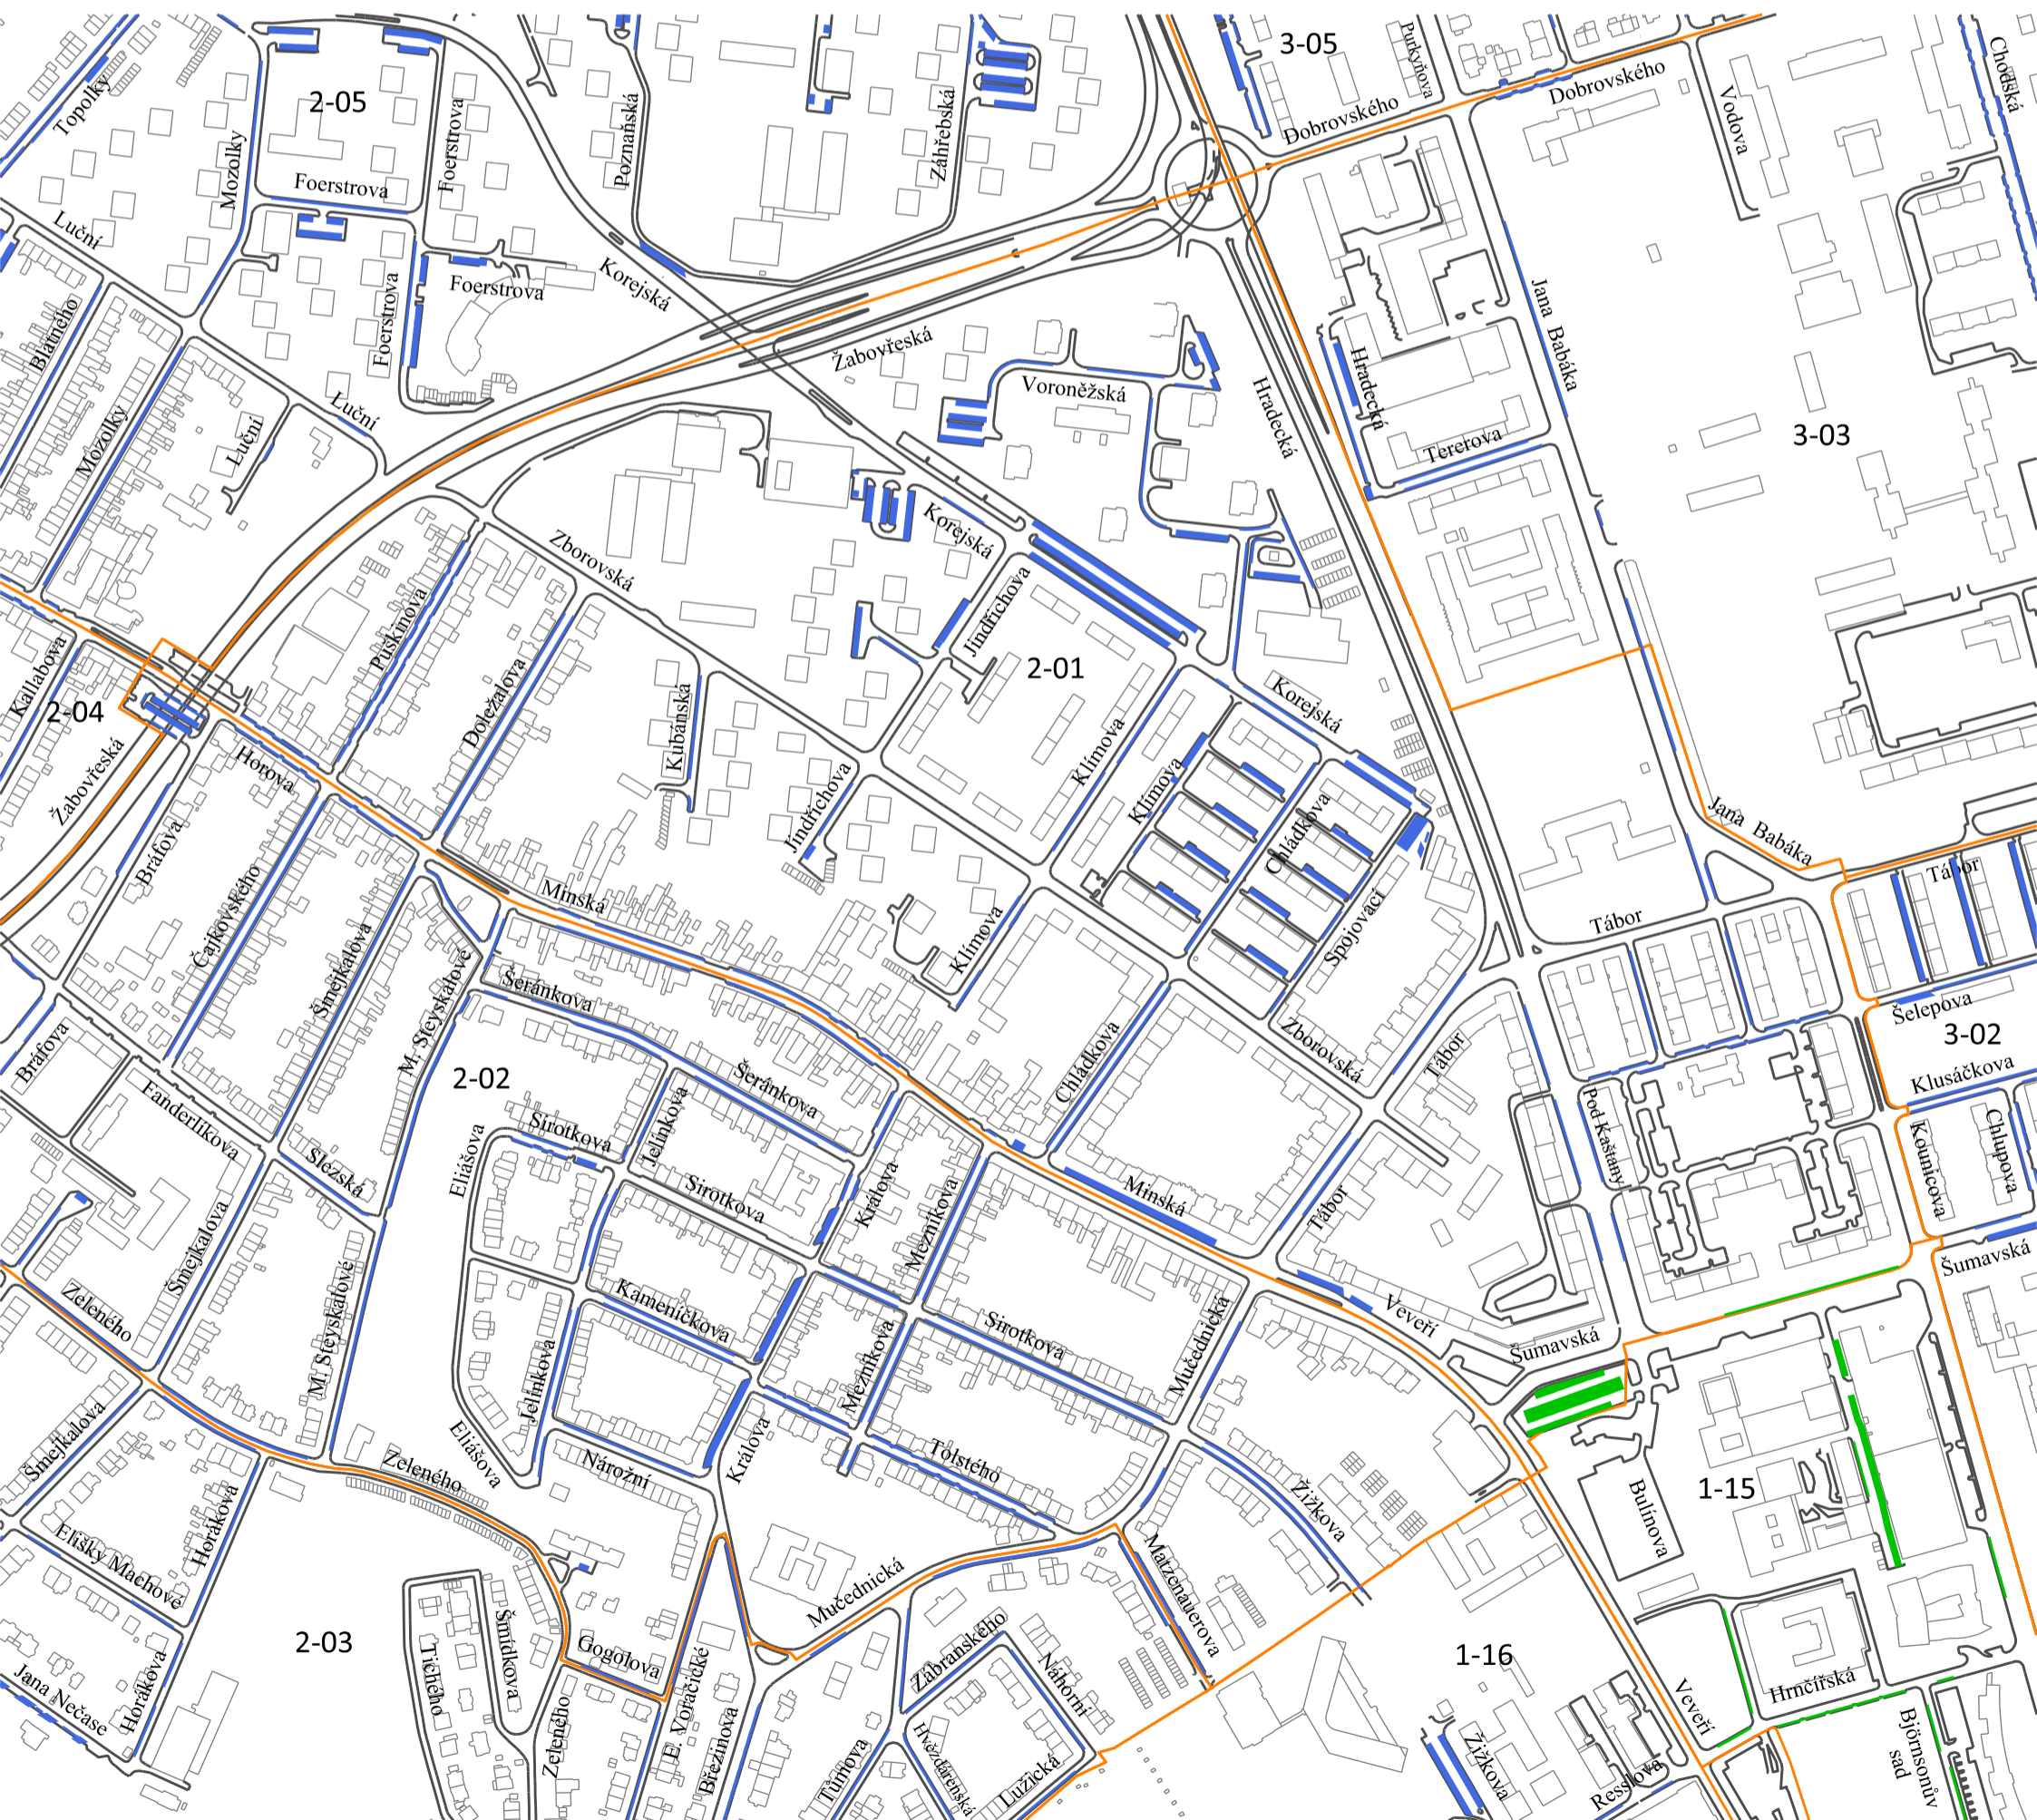 3-05
Purkyňova
Chodská
Topolky
2-05
Dobrovského
Dobrovského
Vodova
Mozolky
Foerstrova
Poznaňská
Záhřebská
Foerstrova
Luční
Korejská
Foerstrova
Foerstrova
Blatného
Žabovřeská
Voroněžská
Hradecká
Hradecká
Jana Babáka
Mozolky
Luční
Luční
Tererova
3-03
Korejská
Zborovská
Puškinova
Jindřichova
2-01
Kallabova
2-04
Doležalova
Kubánská
Korejská
Žabovřeská
Horova
Klímova
Klímova
Jindřichova
Chládkova
Jana Babáka
Bráfova
Čajkovského
Minská
Tábor
Tábor
Šmejkalova
Klímova
Spojovací
M. Steyskalové
Šeránkova
Šelepova
Bráfova
2-02
Chládkova
Zborovská
Tábor
3-02
Klusáčkova
Fanderlíkova
Šeránkova
Pod Kaštany
Sirotkova
Jelínkova
Eliášova
Slezská
Sirotkova
Králova
Minská
Tábor
Kounicova
Chlupova
Šmejkalova
Mezníkova
Šumavská
Zeleného
M. Steyskalové
Kameníčkova
Sirotkova
Mučednická
Veveří
Šumavská
Jelínkova
Mezníkova
Šmejkalova
Eliášova
Zeleného
Nárožní
Králova
Tolstého
Žižkova
1-15
Bulínova
Horákova
Elišky Machové
Mučednická
Matzenauerova
2-03
Tichého
Šmídkova
Gogolova
Zábranského
Náhorní
1-16
Hrnčířská
Veveří
Jana Nečase
Horákova
Zeleného
E. Voračické
Březinova
Tůmova
Hvězdárenská
Lužická
Žižkova
Resslova
Björnsonův
sad